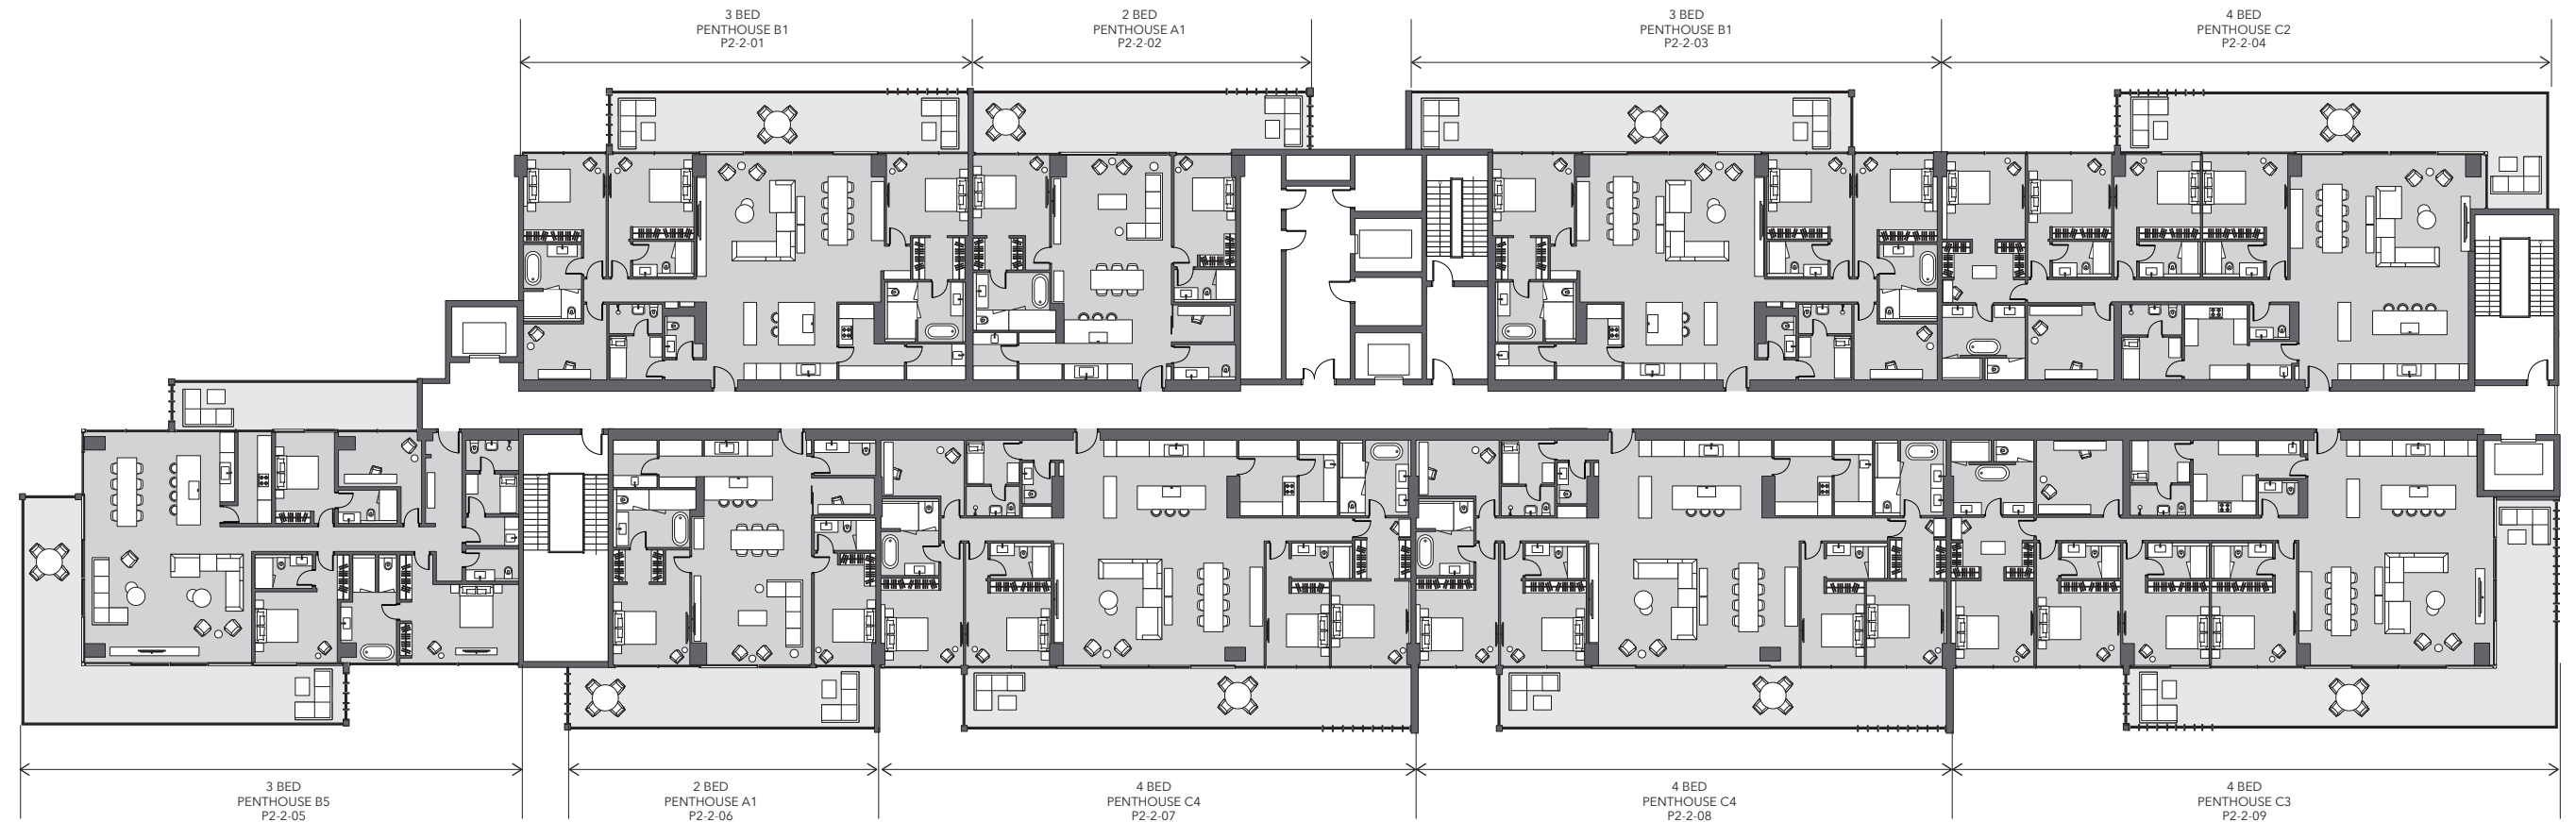 3 BED
PENTHOUSE B1
P2-2-01
2 BED
PENTHOUSE A1
P2-2-02
3 BED
PENTHOUSE B1
P2-2-03
4 BED
PENTHOUSE C2
P2-2-04
3 BED
PENTHOUSE B5
P2-2-05
2 BED
PENTHOUSE A1
P2-2-06
4 BED
PENTHOUSE C4
P2-2-07
4 BED
PENTHOUSE C4
P2-2-08
4 BED
PENTHOUSE C3
P2-2-09